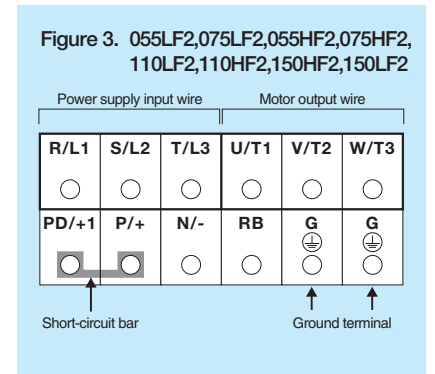 Figure 3. 055LF2,075LF2,055HF2,075HF2,
110LF2,110HF2,150HF2,150LF2
Power supply input wire Motor output wire
R/L1 S/L2 T/L3 U/T1 V/T2 W/T3
PD/+1 P/+ N/- RB G G
Short-circuit bar Ground terminal